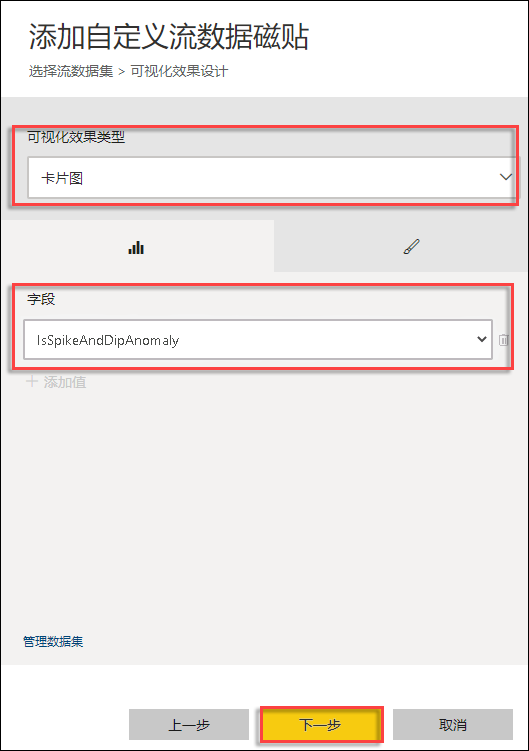 添加自定义流数据磁贴
选择流数据集 > 可视化效果设计
可视化效果类型
卡片图
字段
IsSpikeAndDipAnomaly
+ 添加值
管理数据集
上一步 下一步 取消